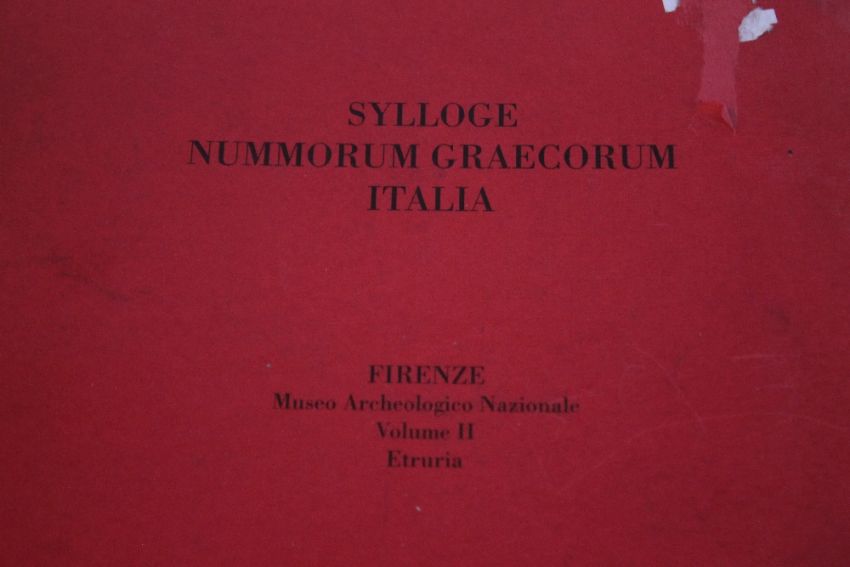 SYLLOGE
NUMMORUM GRAECORUM
ITALIA
FIRENZE
Museo Archeologico Nazionale
Volume II
Etruria